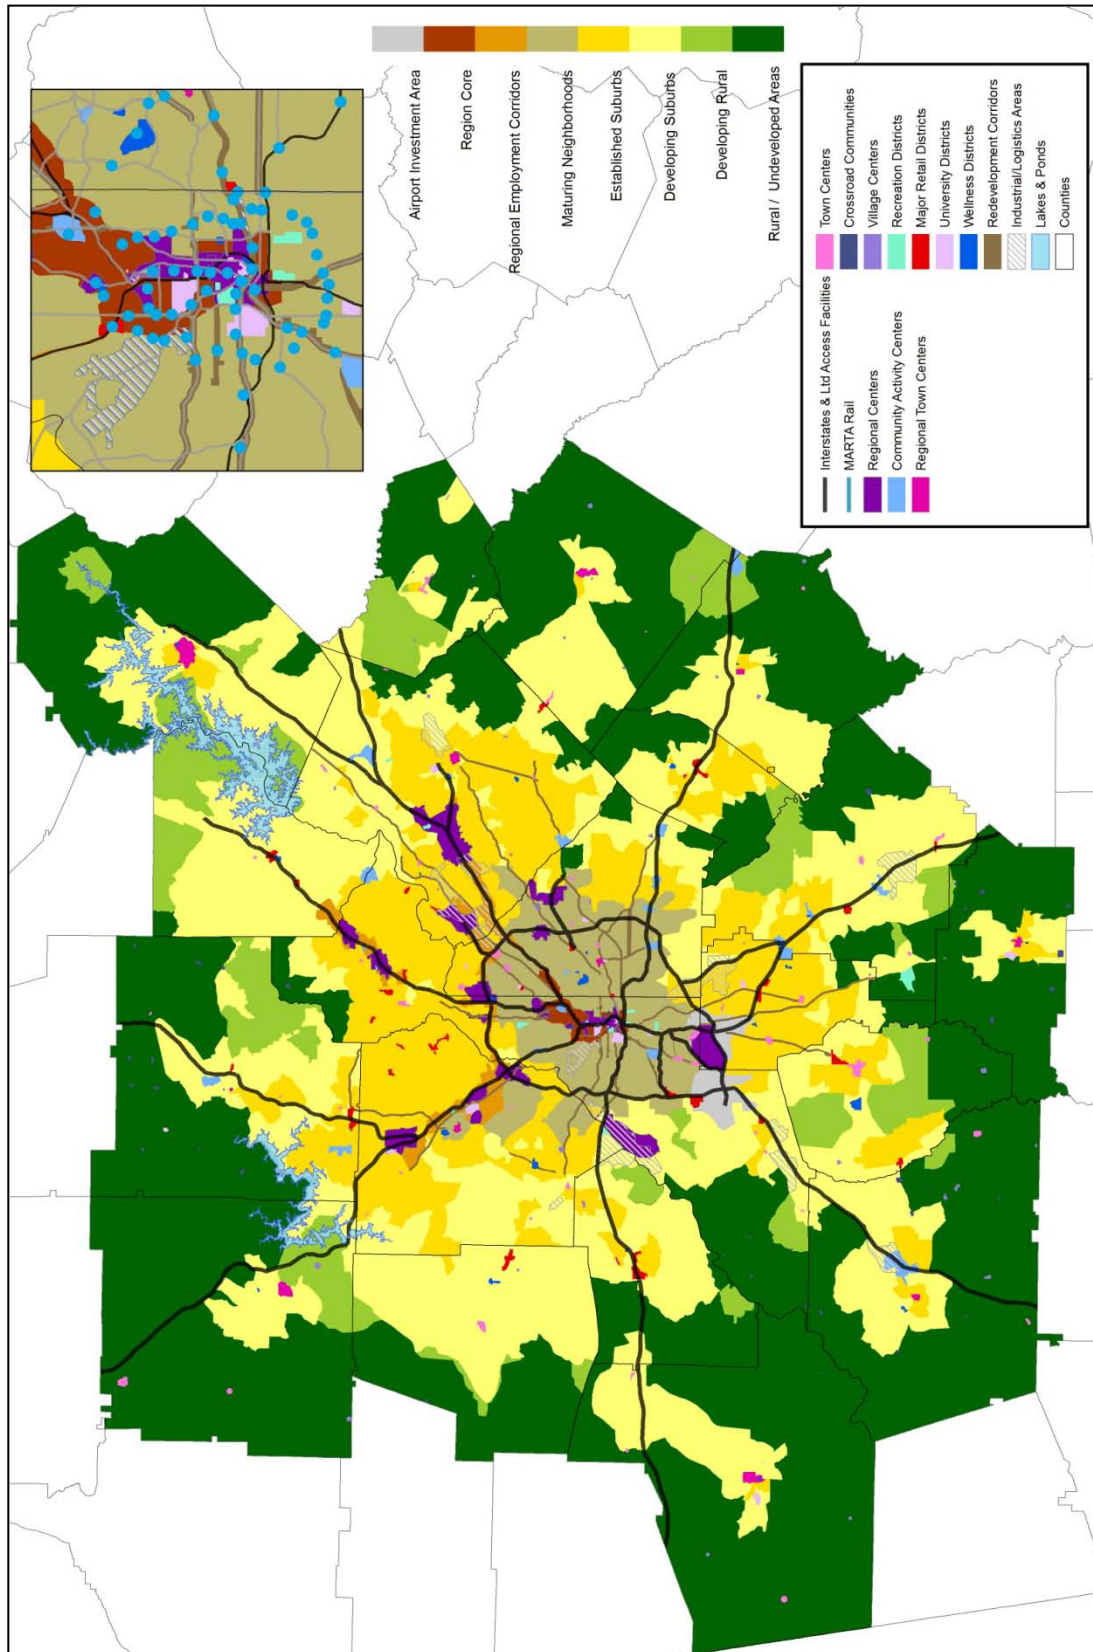 Airport Investment Area
Region Core
Regional Employment Corridors
Maturing Neighborhoods
Established Suburbs
Developing Suburbs
Developing Rural
Rural / Undeveloped Areas
Interstates & Ltd Access Facilities
MARTA Rail
Regional Centers
Community Activity Centers
Regional Town Centers
Town Centers
Crossroad Communities
Village Centers
Recreation Districts
Major Retail Districts
University Districts
Wellness Districts
Redevelopment Corridors
Industrial/Logistics Areas
Lakes & Ponds
Counties